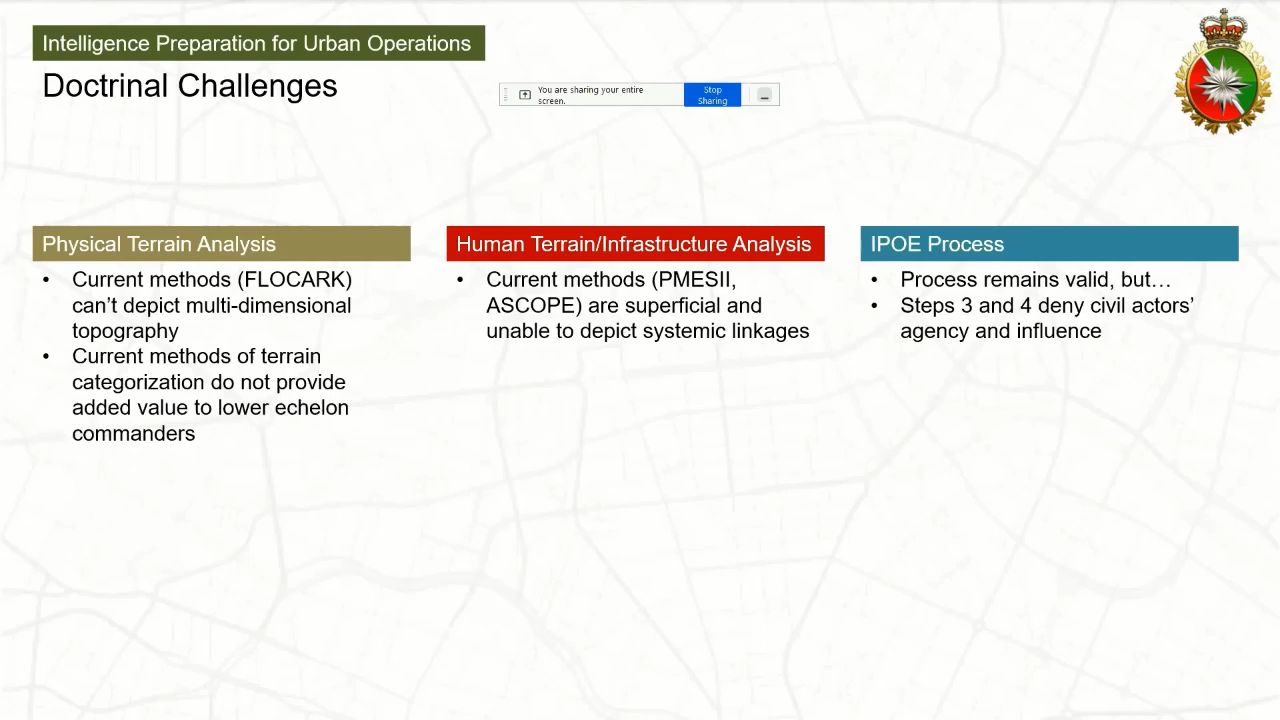 Intelligence Preparation for Urban Operations
Doctrinal Challenges
You are sharing your entire
screen.
Stop
Sharing
Physical Terrain Analysis
• Current methods (FLOCARK)
can't depict multi-dimensional
topography
• Current methods of terrain
categorization do not provide
added value to lower echelon
commanders
Human Terrain/Infrastructure Analysis
• Current methods (PMESII,
ASCOPE) are superficial and
unable to depict systemic linkages
IPOE Process
• Process remains valid, but…
• Steps 3 and 4 deny civil actors'
agency and influence